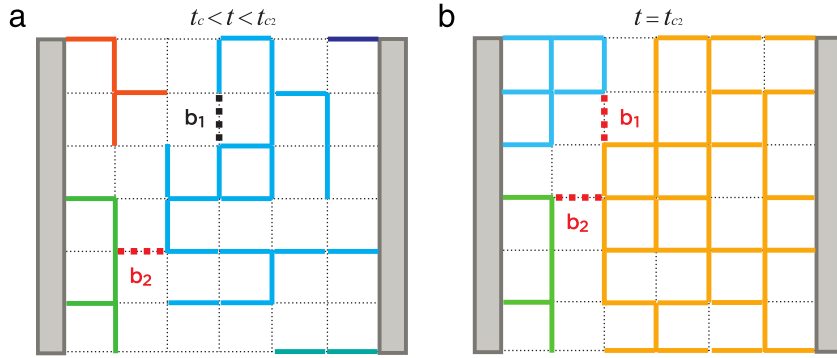 a
t_c < t < t_c2
b₁
b₂
b
t = t_c2
b₁
b₂